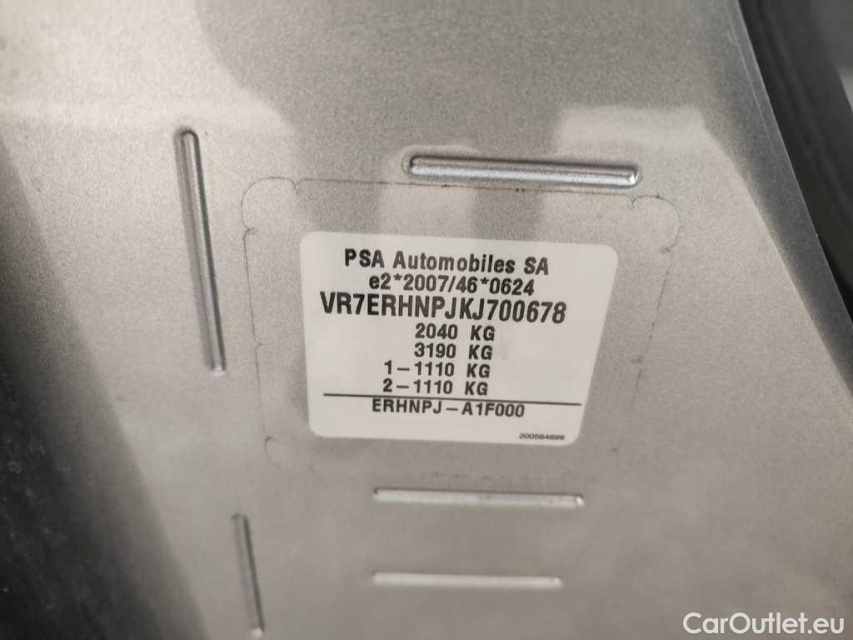 PSA Automobiles SA
e2*2007/46*0624
VR7ERHNPJKJ700678
2040 KG
3190 KG
1-1110 KG
2-1110 KG
ERHNPJ-A1F000
CarOutlet.eu